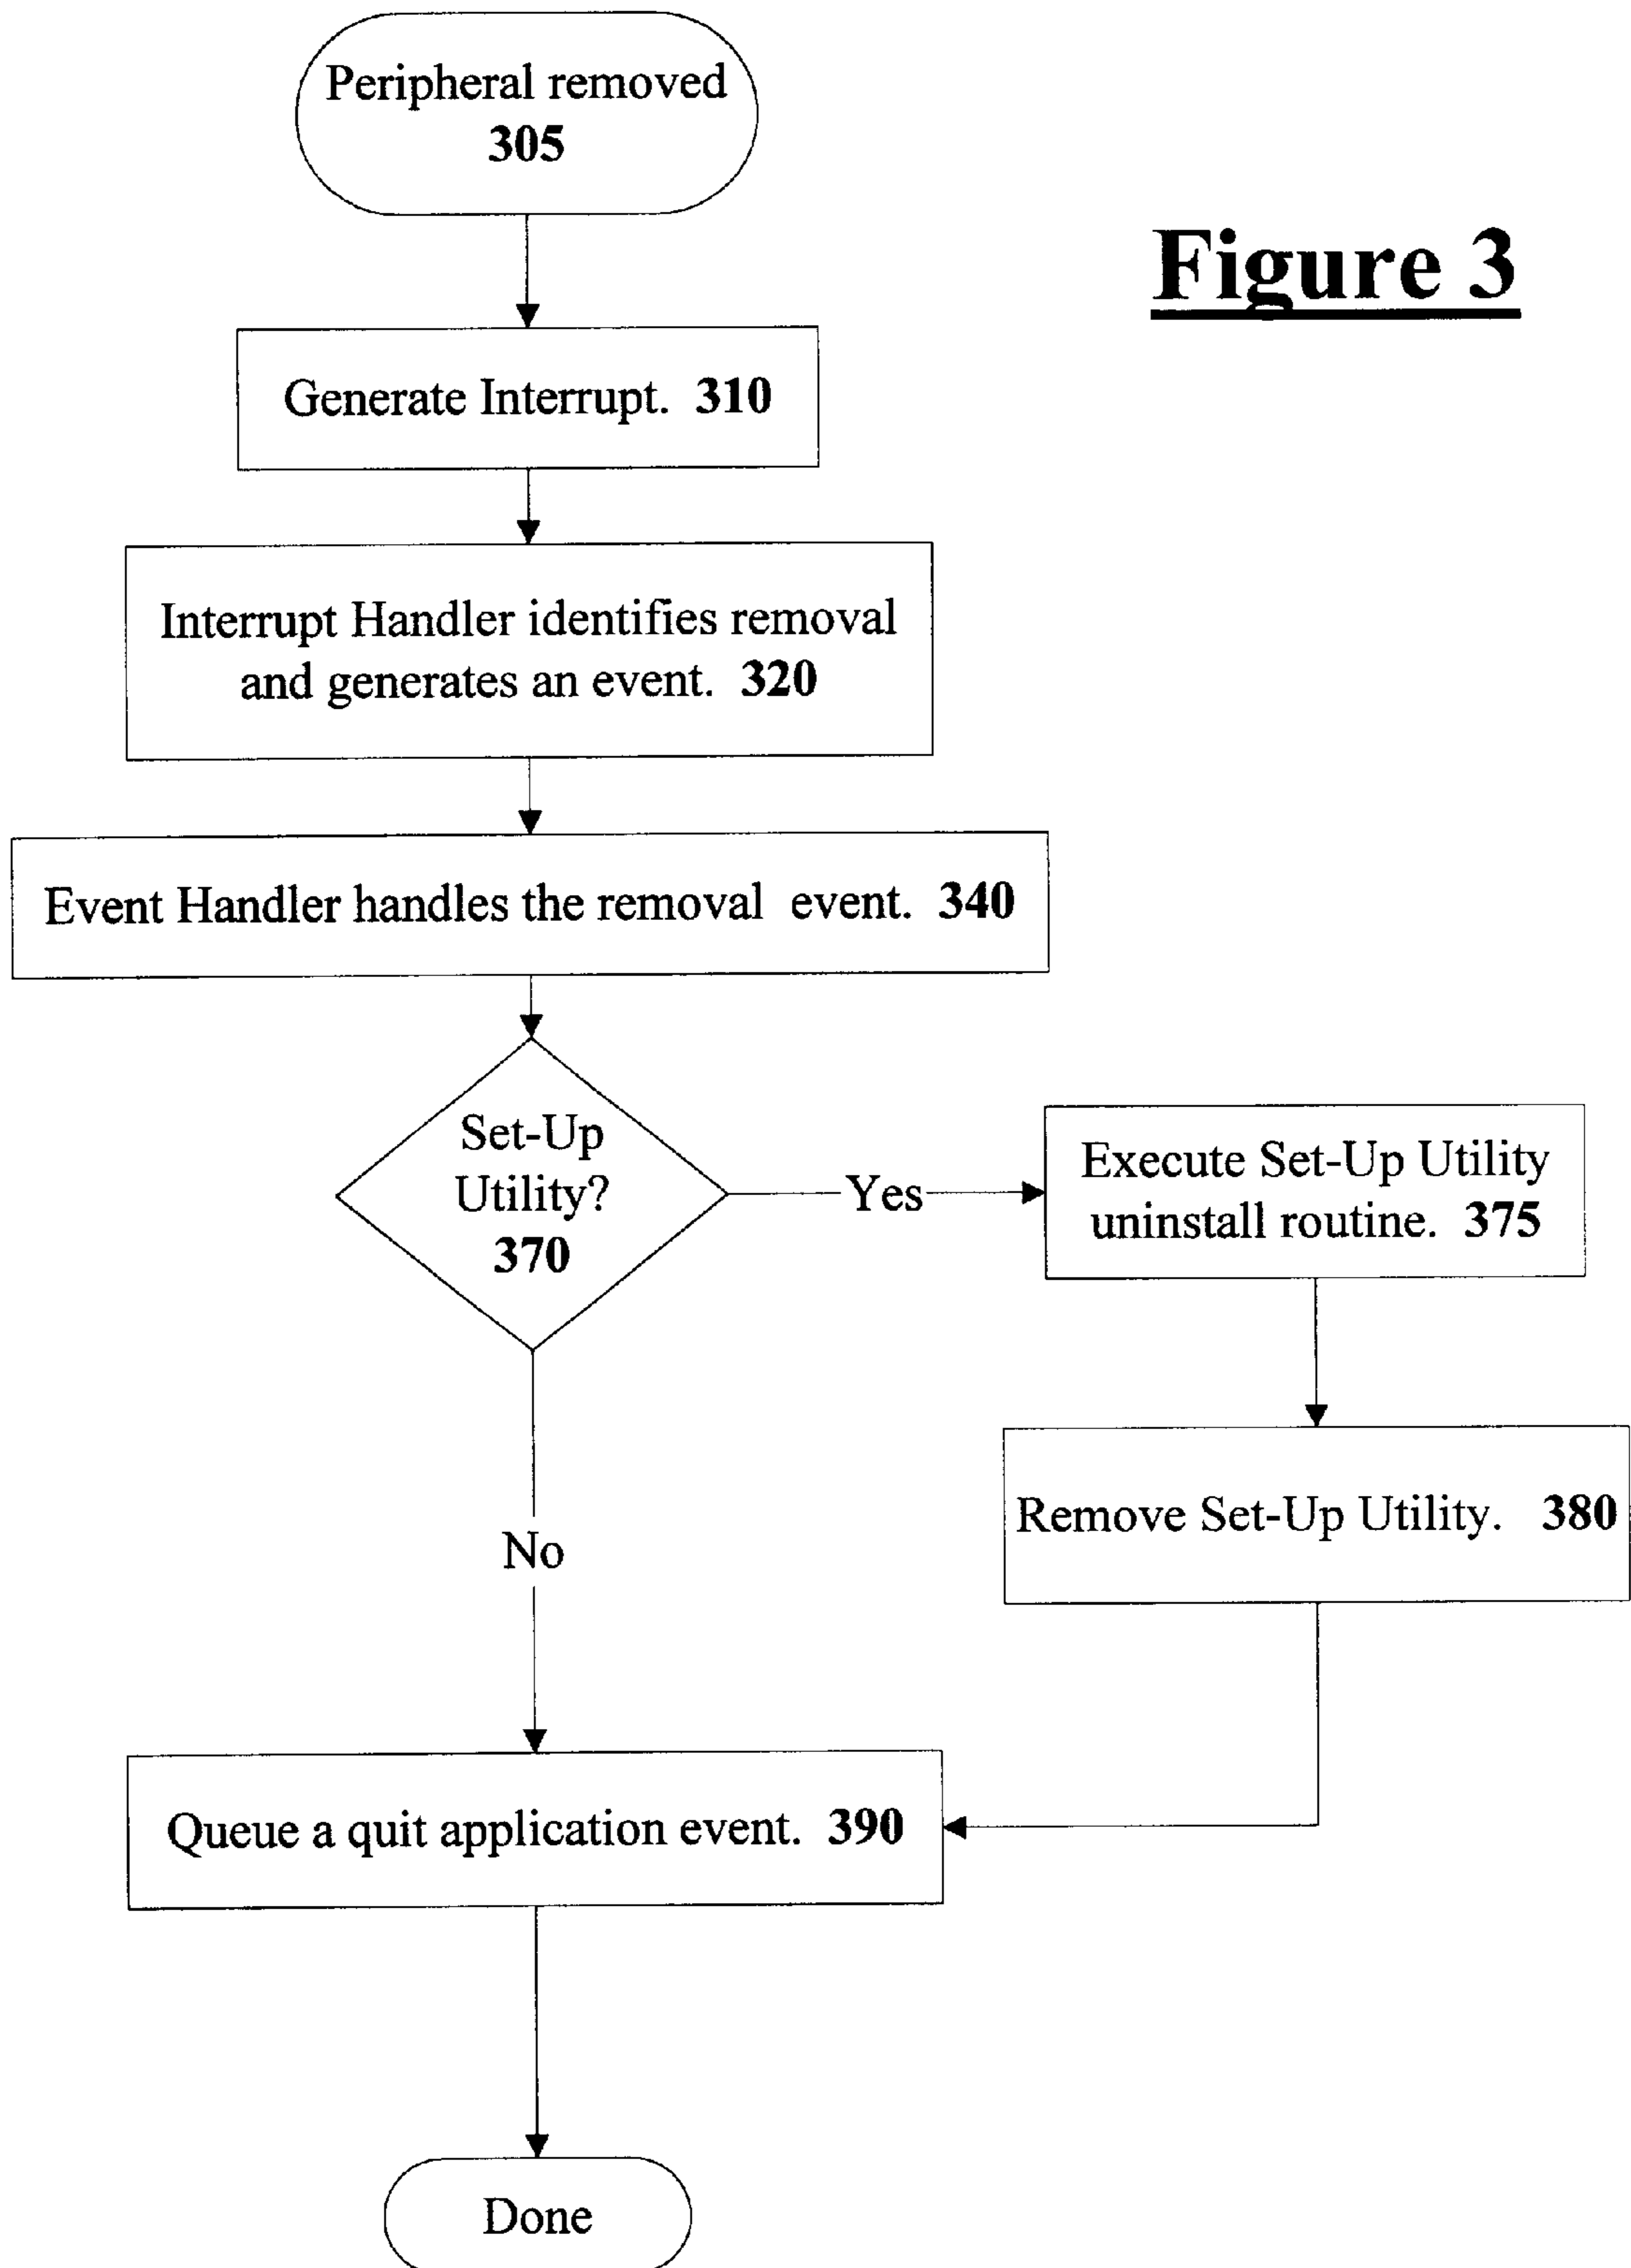 Peripheral removed
305
Figure 3
Generate Interrupt. 310
Interrupt Handler identifies removal
and generates an event. 320
Event Handler handles the removal event. 340
Set-Up
Utility?
370
Yes
Execute Set-Up Utility
uninstall routine. 375
Remove Set-Up Utility. 380
No
Queue a quit application event. 390
Done